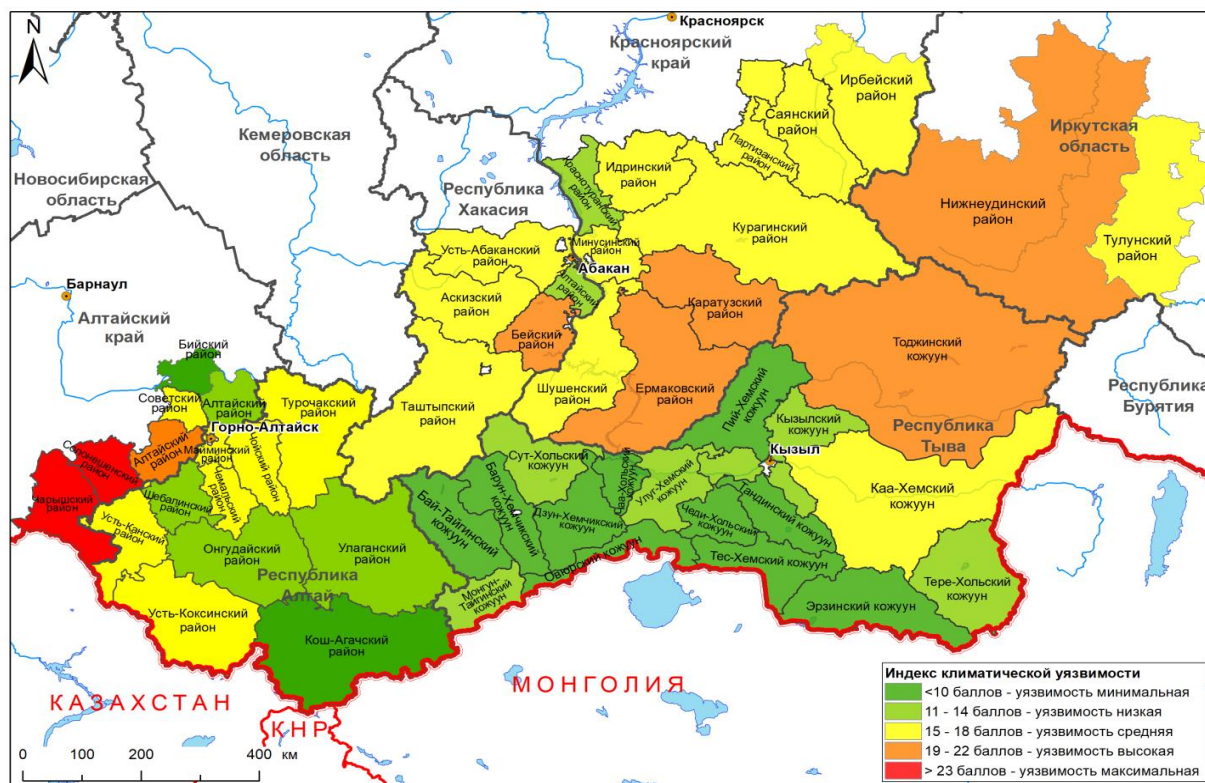 N
Красноярск
Красноярский
край
Ирбейский
район
Саянский
район
Партизанский
район
Иркутская
область
Кемеровская
область
Новосибирская
область
Республика
Хакасия
Краснотуранский
район
Идринский
район
Нижнеудинский
район
Курагинский
район
Тулунский
район
Усть-Абаканский
район
Минусинский
район
Абакан
Алтайский
район
Барнаул
Алтайский
край
Аскизский
район
Бейский
район
Каратузский
район
Тоджинский
кожуун
Бийский
район
Советский
район
Алтайский
район
Турочакский
район
Таштыпский
район
Шушенский
район
Ермаковский
район
Пий-Хемский
кожуун
Кызылский
кожуун
Республика
Бурятия
Республика
Тыва
Горно-Алтайск
Майминский
район
Чойский
район
Алтайский
район
Солонешенский
район
Чарышский
район
Чемальский
район
Шебалинский
район
Усть-Канский
район
Кызыл
Сут-Хольский
кожуун
Барун-Хемчикский
кожуун
Бай-Тайгинский
кожуун
Дзун-Хемчикский
кожуун
Чаа-Хольский
кожуун
Улуг-Хемский
кожуун
Чеди-Хольский
кожуун
Тандинский
кожуун
Каа-Хемский
кожуун
Онгудайский
район
Улаганский
район
Республика
Алтай
Овюрский кожуун
Тес-Хемский кожуун
Монгун-
Тайгинский
кожуун
Тере-Хольский
кожуун
Эрзинский кожуун
Усть-Коксинский
район
Кош-Агачский
район
КАЗАХСТАН
КНР
МОНГОЛИЯ
0 100 200 400
км
Индекс климатической уязвимости
<10 баллов - уязвимость минимальная
11 - 14 баллов - уязвимость низкая
15 - 18 баллов - уязвимость средняя
19 - 22 баллов - уязвимость высокая
> 23 баллов - уязвимость максимальная